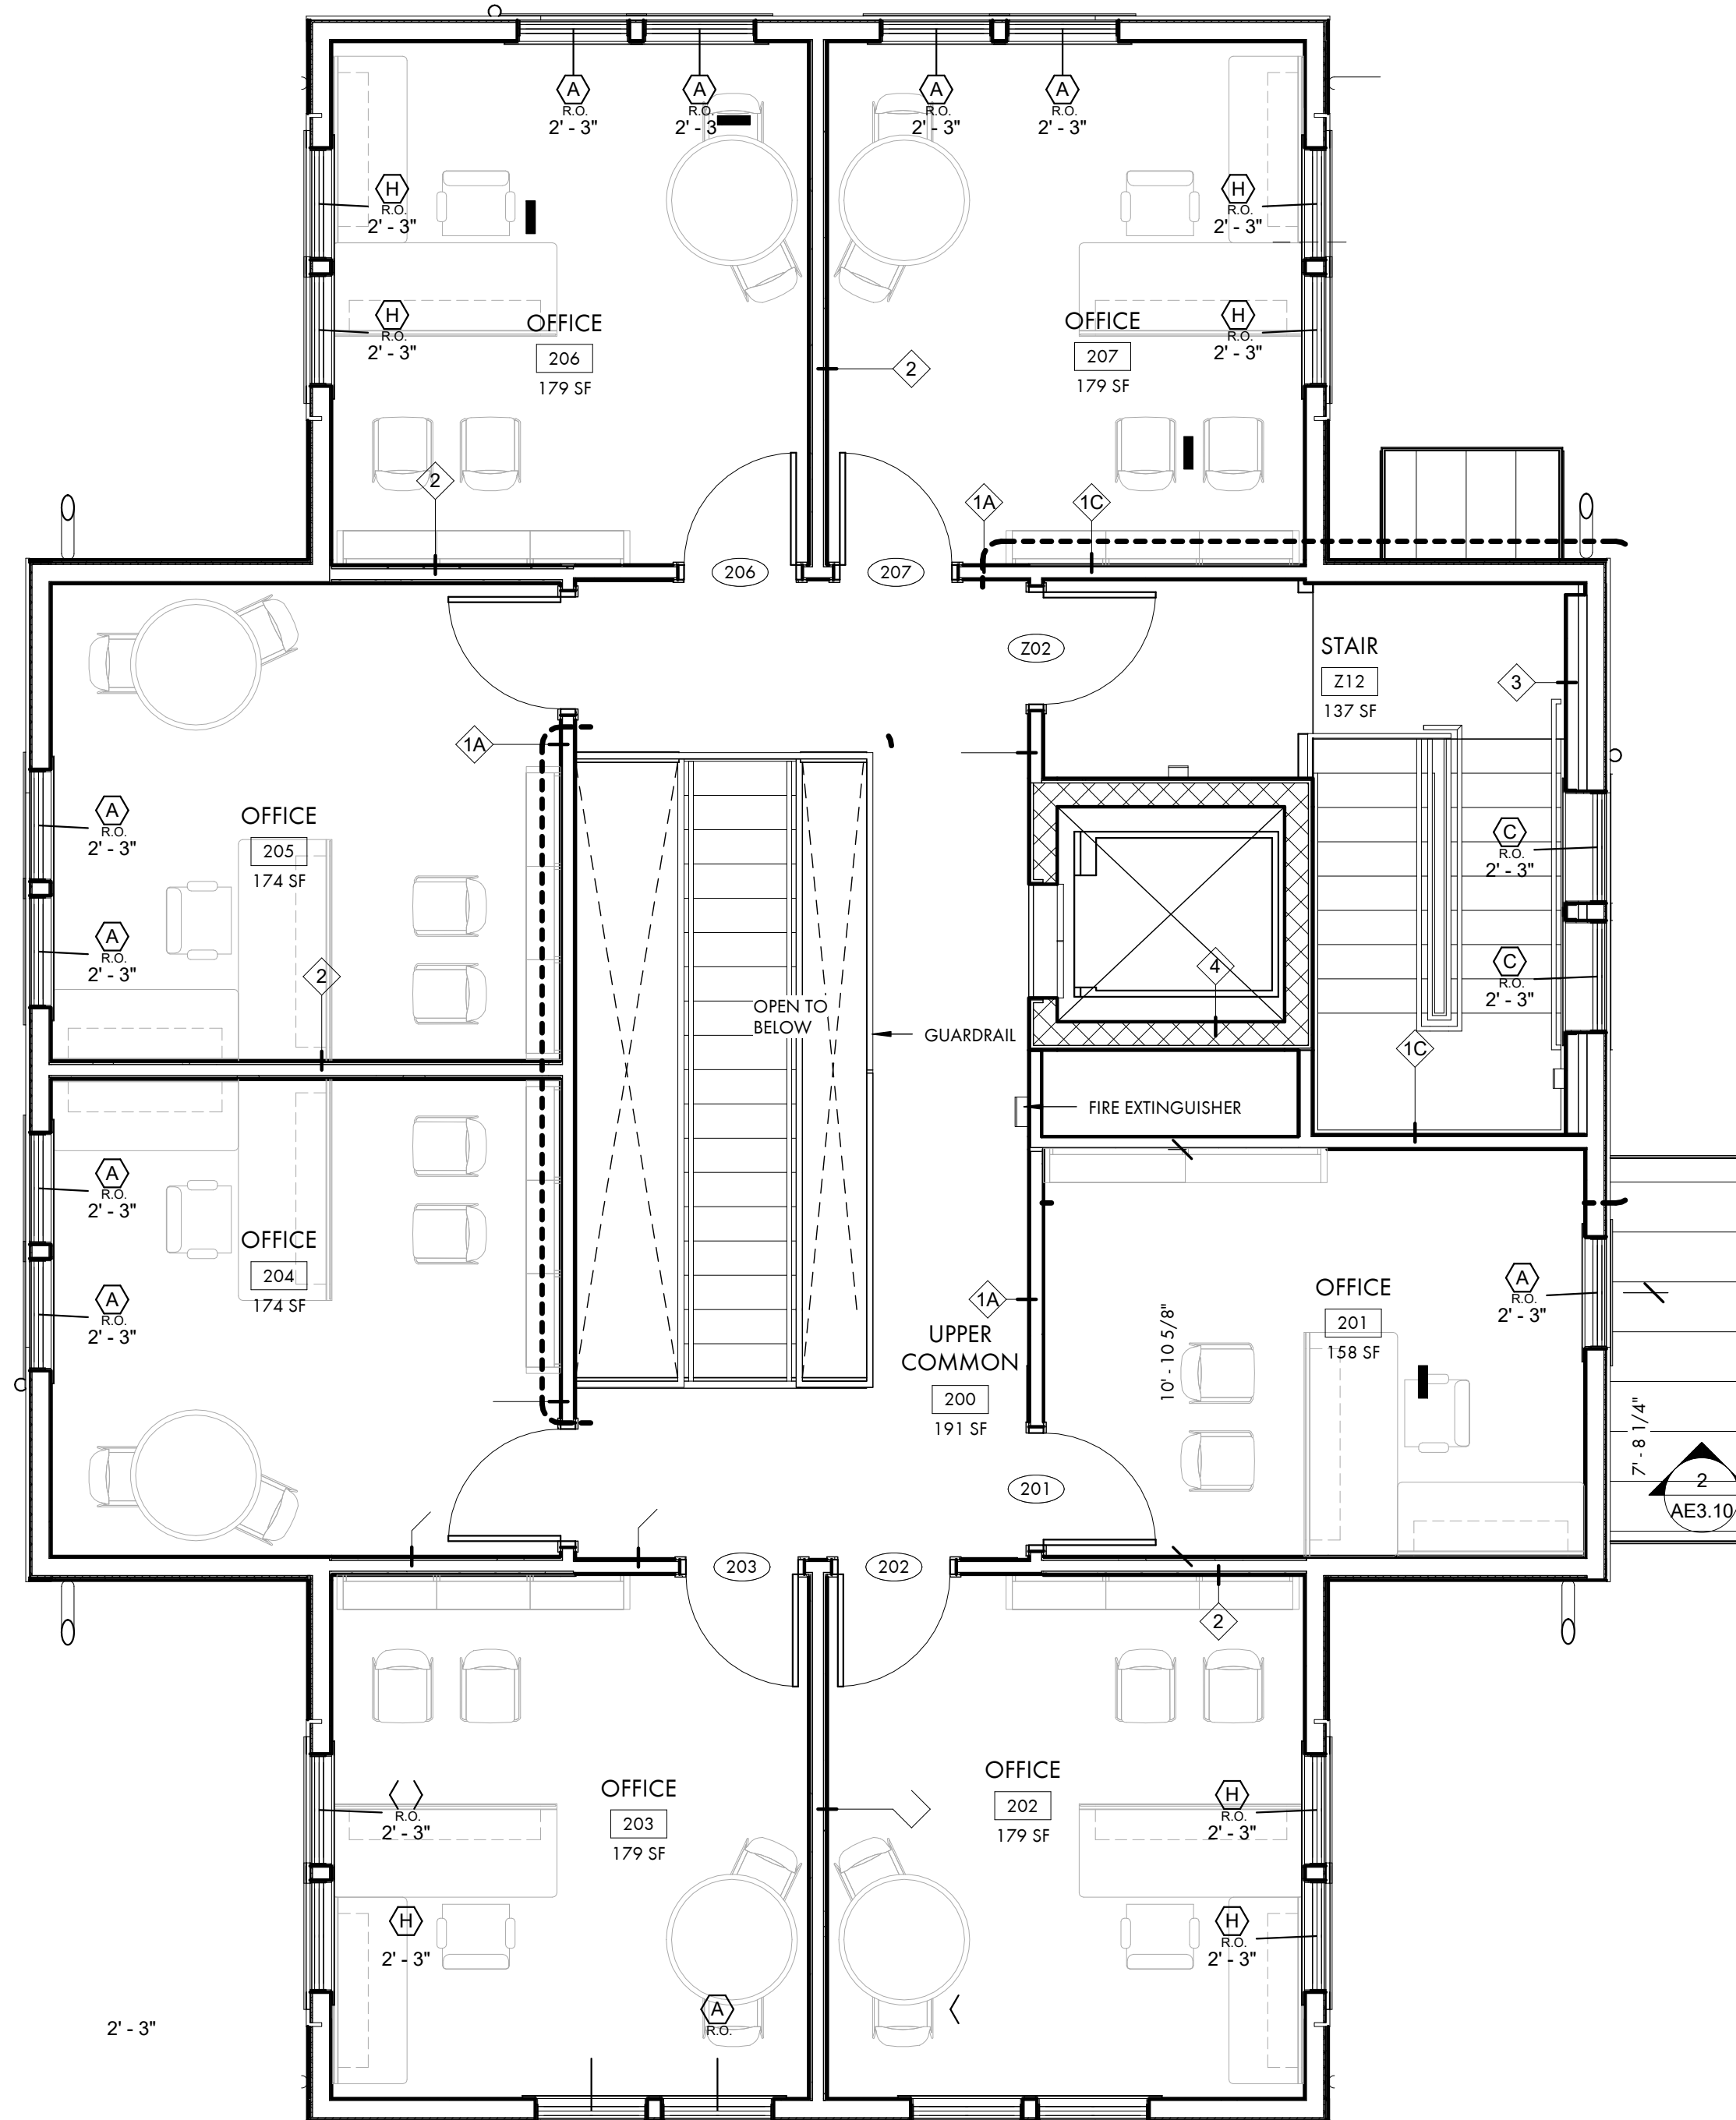 A
R.O.
2' - 3"
A
R.O.
2' - 3
A
R.O.
2' - 3"
A
R.O.
2' - 3"
H
R.O.
2' - 3"
H
R.O.
2' - 3"
H
R.O.
2' - 3"
H
R.O.
2' - 3"
OFFICE
206
179 SF
OFFICE
207
179 SF
2
2
1A
1C
206
207
Z02
STAIR
Z12
137 SF
3
1A
A
R.O.
2' - 3"
OFFICE
205
174 SF
C
R.O.
2' - 3"
A
R.O.
2' - 3"
2
4
C
R.O.
2' - 3"
OPEN TO
BELOW
GUARDRAIL
1C
FIRE EXTINGUISHER
A
R.O.
2' - 3"
OFFICE
204
174 SF
A
R.O.
2' - 3"
1A
UPPER
COMMON
200
191 SF
10' - 10 5/8"
OFFICE
201
158 SF
A
R.O.
2' - 3"
7' - 8 1/4"
2
AE3.10
201
203
202
2
OFFICE
203
179 SF
OFFICE
202
179 SF
R.O.
2' - 3"
H
R.O.
2' - 3"
H
2' - 3"
H
R.O.
2' - 3"
A
R.O.
2' - 3"